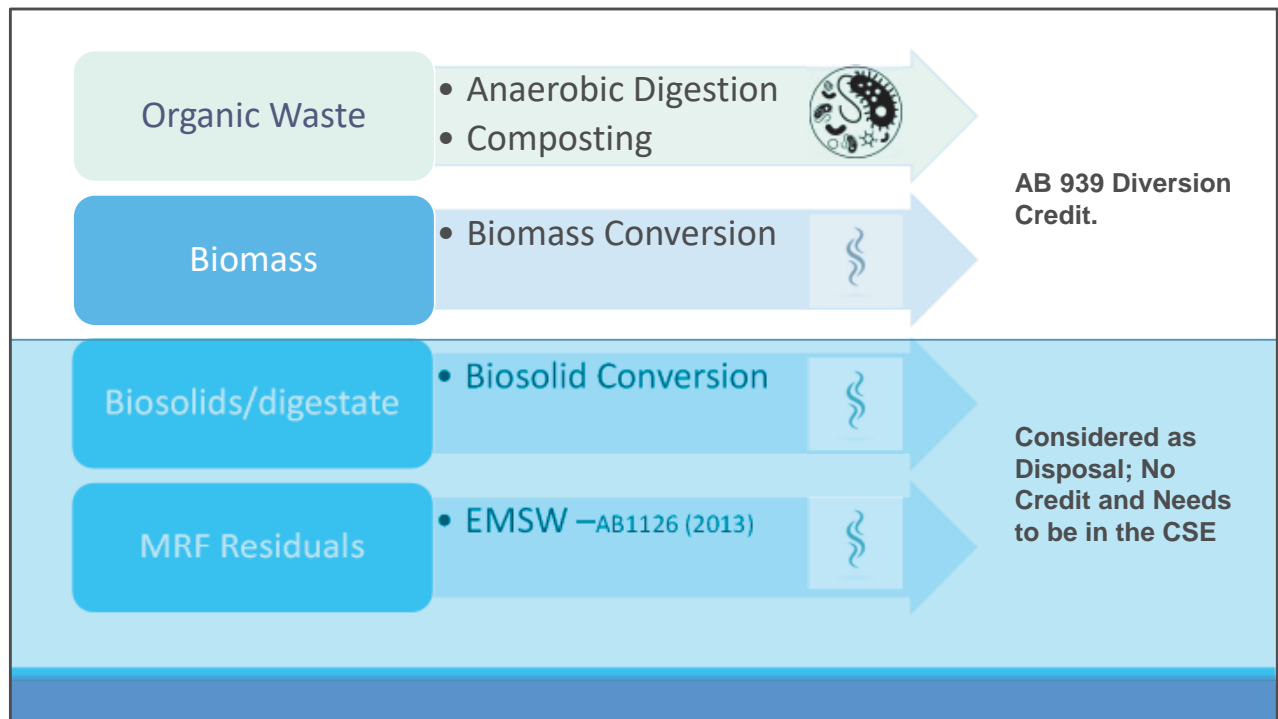 Organic Waste
• Anaerobic Digestion
• Composting
Biomass
• Biomass Conversion
AB 939 Diversion
Credit.
Biosolids/digestate
• Biosolid Conversion
MRF Residuals
• EMSW –AB1126 (2013)
Considered as
Disposal; No
Credit and Needs
to be in the CSE